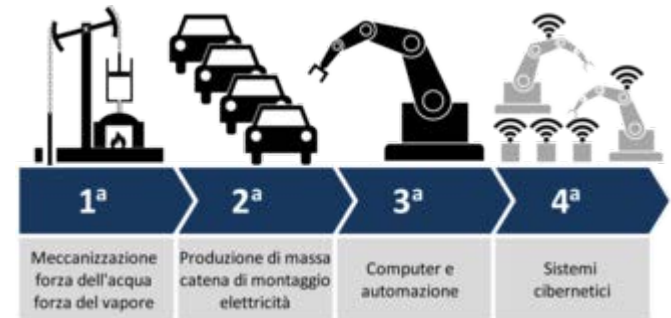 1ª
2ª
3ª
4ª
Meccanizzazione
forza dell'acqua
forza del vapore
Produzione di massa
catena di montaggio
elettricità
Computer e
automazione
Sistemi
cibernetici